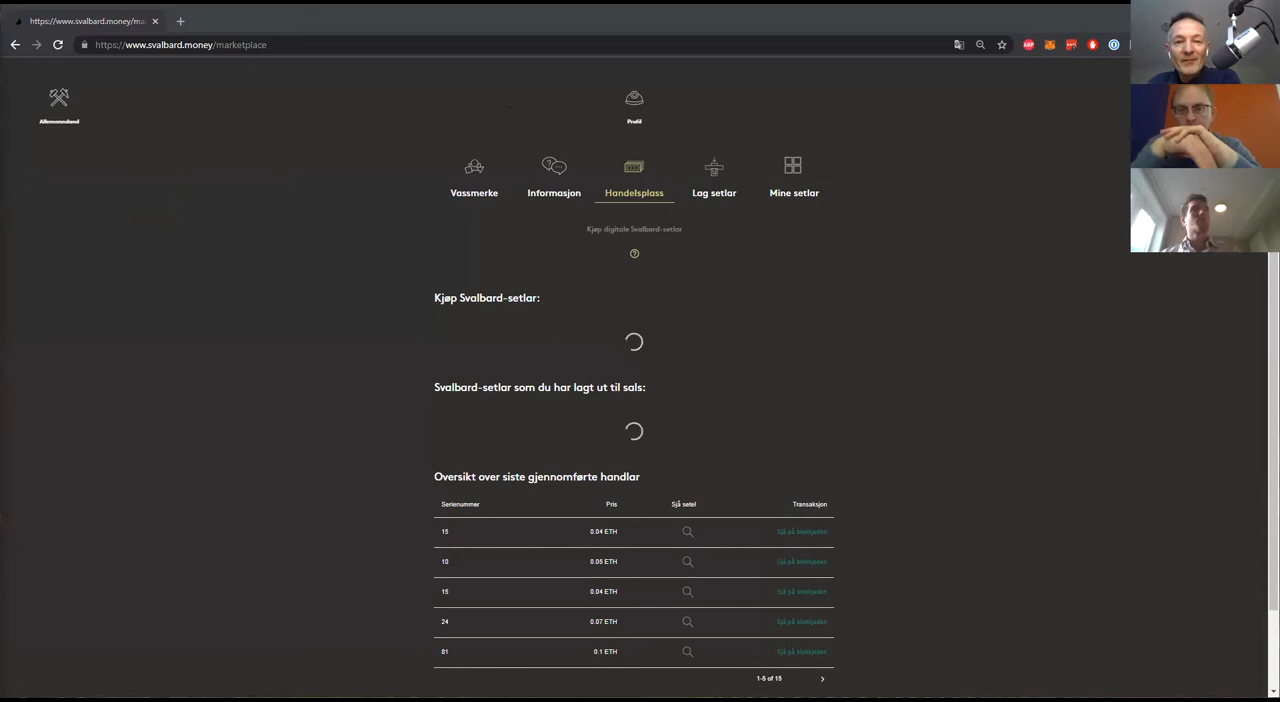 https://www.svalbard.money/ma
https://www.svalbard.money/marketplace
ABP
Allemannsland
Profil
Vassmerke
Informasjon
Handelsplass
Lag setlar
Mine setlar
Kjøp digitale Svalbard-setlar
?
Kjøp Svalbard-setlar:
Svalbard-setlar som du har lagt ut til sals:
Oversikt over siste gjennomførte handlar
Serienummer Pris Sjå setel Transaksjon
15 0.04 ETH Sjå på blokkjeden
10 0.05 ETH Sjå på blokkjeden
15 0.04 ETH Sjå på blokkjeden
24 0.07 ETH Sjå på blokkjeden
81 0.1 ETH Sjå på blokkjeden
1-5 of 15